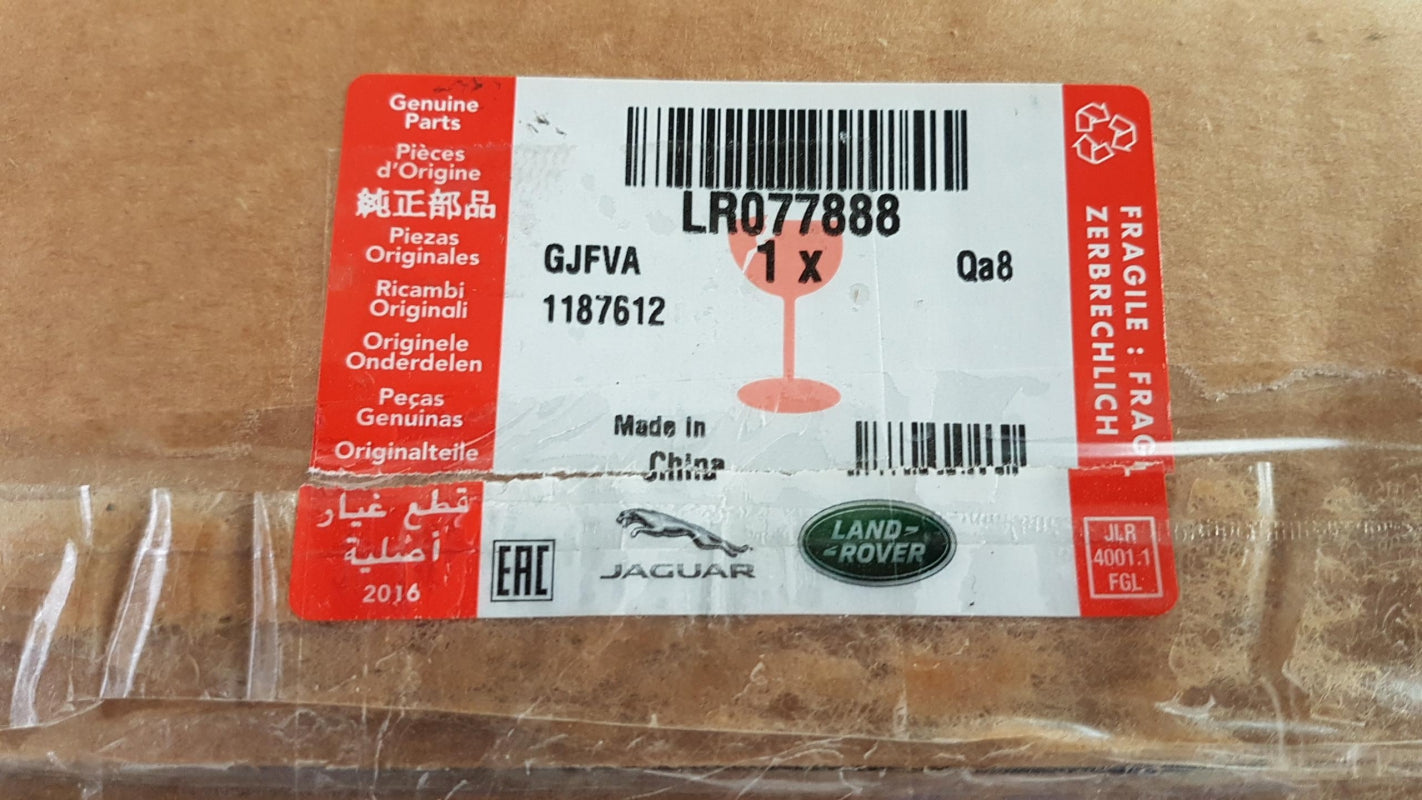 Genuine
Parts
Pièces
d'Origine
純正部品
Piezas
Originales
Ricambi
Originali
Originele
Onderdelen
Peças
Genuinas
Originalteile
قطع غيار
أصلية
2016
LR077888
GJFVA
1 x
Qa8
1187612
Made in
China
EAC
JAGUAR
LAND-
-ROVER
FRAGILE : FRAGIL
ZERBRECHLICH
JLR
4001.1
FGL